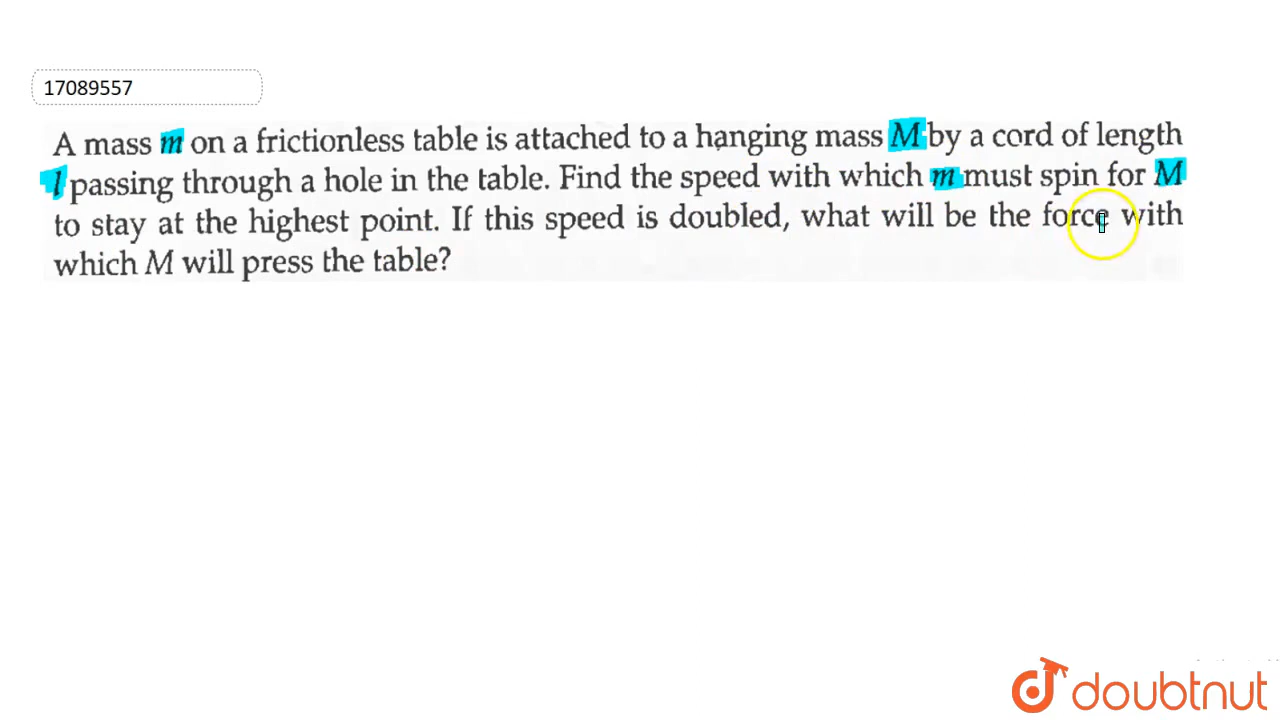 17089557
A mass m on a frictionless table is attached to a hanging mass M by a cord of length
l passing through a hole in the table. Find the speed with which m must spin for M
to stay at the highest point. If this speed is doubled, what will be the force with
which M will press the table?
doubtnut